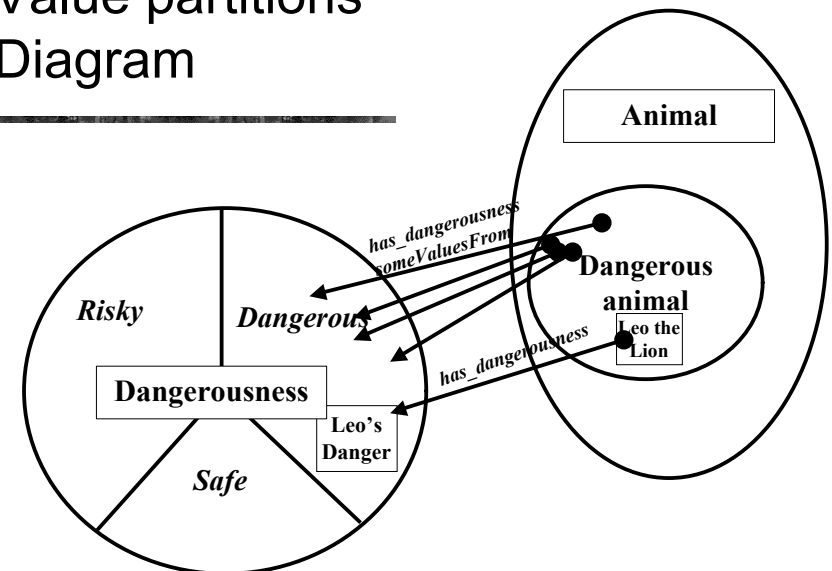 Value partitions
Diagram
Animal
has_dangerousness
someValuesFrom
Dangerous
animal
Risky
Dangerous
Leo the
Lion
has_dangerousness
Dangerousness
Leo's
Danger
Safe